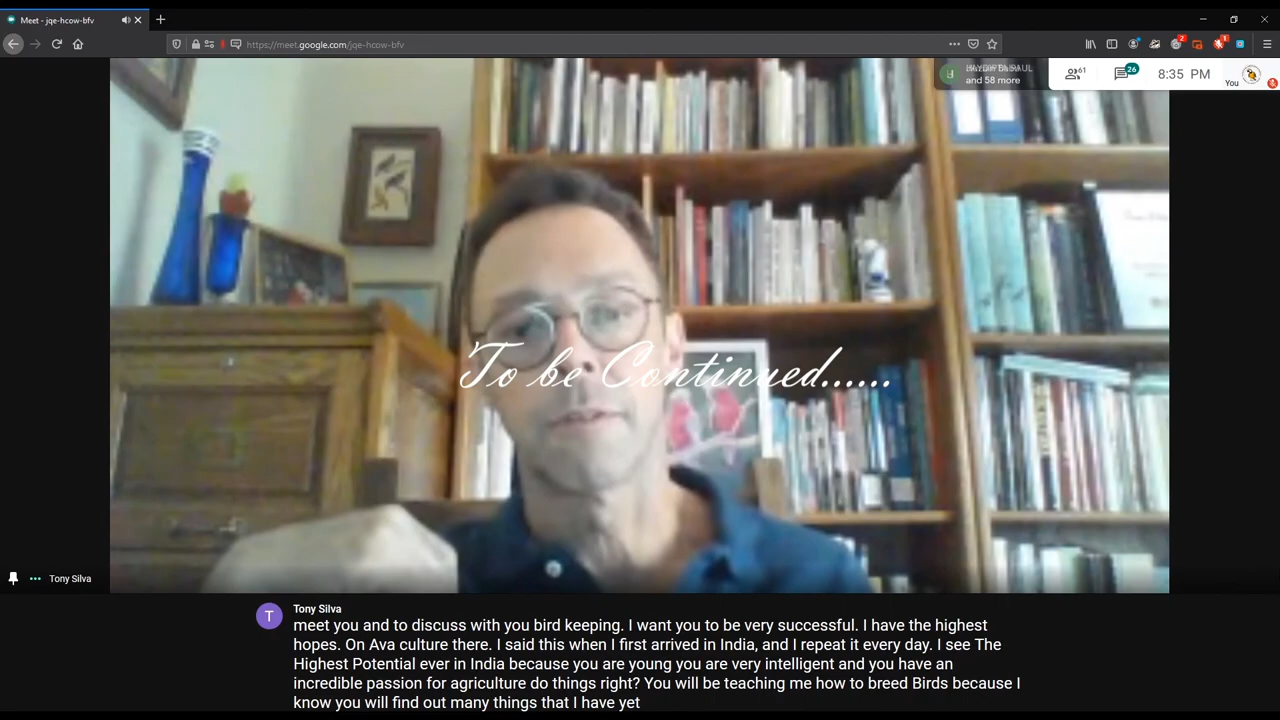 Meet - jqe-hcow-bfv
https://meet.google.com/jqe-hcow-bfv
2
1
and 58 more
61
26
8:35 PM
You
To be Continued......
Tony Silva
T
Tony Silva
meet you and to discuss with you bird keeping. I want you to be very successful. I have the highest
hopes. On Ava culture there. I said this when I first arrived in India, and I repeat it every day. I see The
Highest Potential ever in India because you are young you are very intelligent and you have an
incredible passion for agriculture do things right? You will be teaching me how to breed Birds because I
know you will find out many things that I have yet